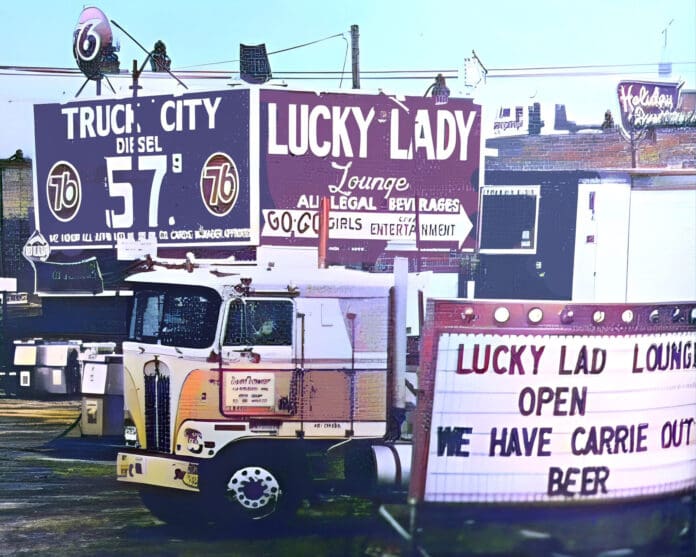 76
TRUCK CITY
DIESEL
57.9
76
76
LUCKY LADY
Lounge
ALL LEGAL BEVERAGES
GO-GO GIRLS
ENTERTAINMENT
Holiday
LUCKY LAD LOUNGE
OPEN
WE HAVE CARRIE OUT
BEER